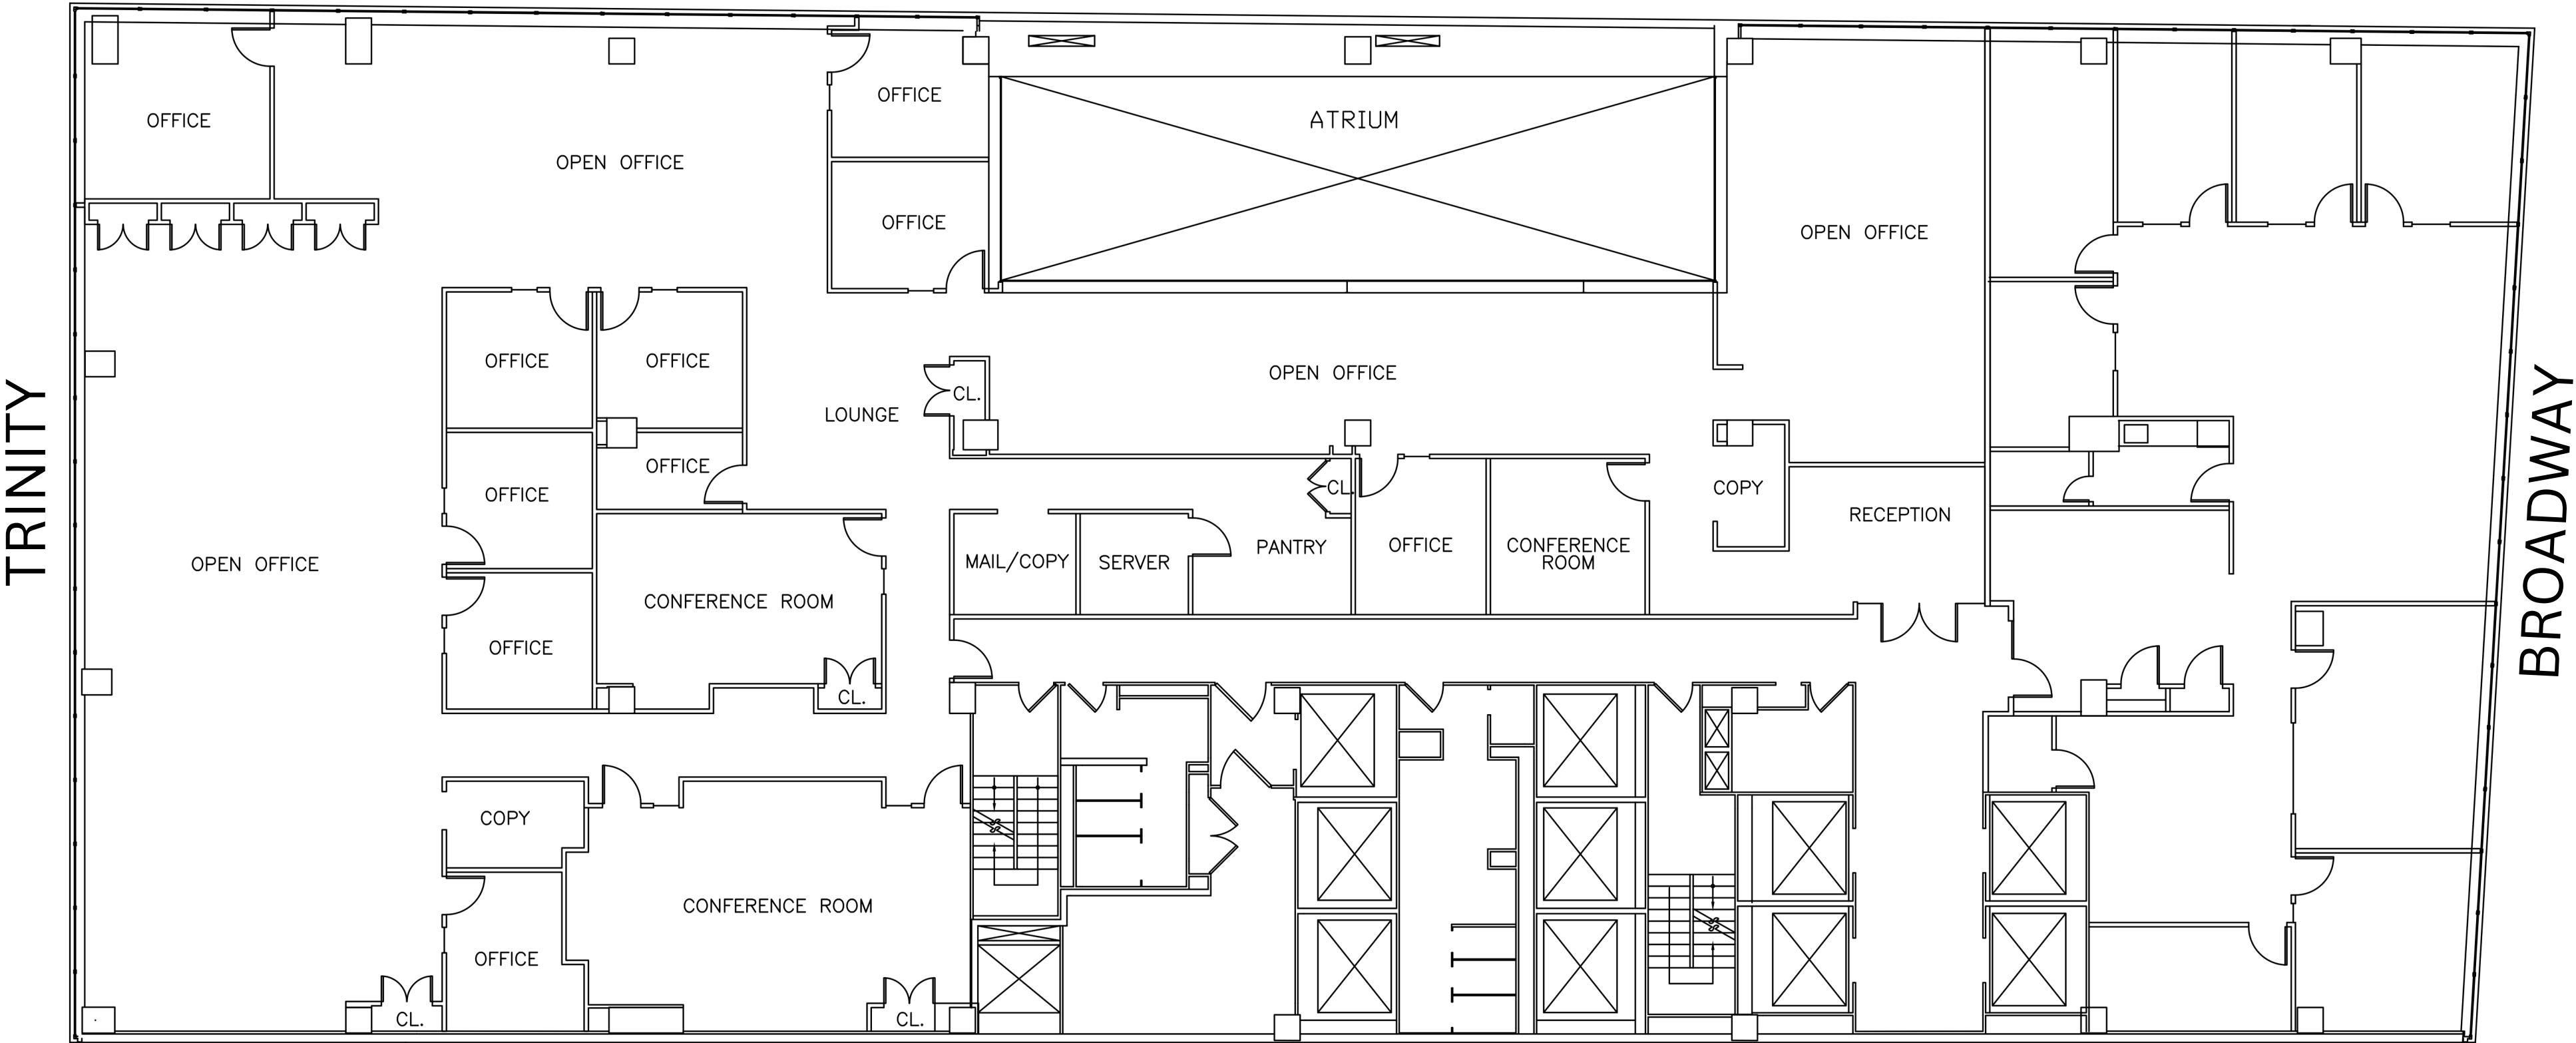 OFFICE
ATRIUM
OFFICE
OPEN OFFICE
OFFICE
OPEN OFFICE
OFFICE
OFFICE
OPEN OFFICE
CL.
LOUNGE
OFFICE
OFFICE
CL.
COPY
RECEPTION
TRINITY
BROADWAY
OPEN OFFICE
MAIL/COPY
SERVER
PANTRY
OFFICE
CONFERENCE
ROOM
CONFERENCE ROOM
OFFICE
CL.
COPY
CONFERENCE ROOM
OFFICE
CL.
CL.